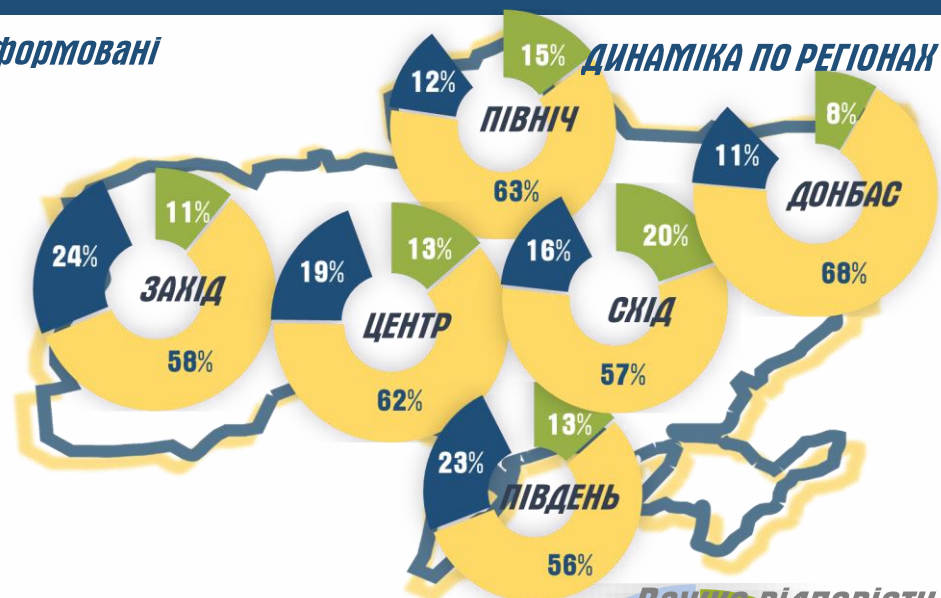 формовані
ДИНАМІКА ПО РЕГІОНАХ
12%
15%
ПІВНІЧ
63%
11%
8%
ДОНБАС
68%
24%
11%
ЗАХІД
58%
19%
13%
ЦЕНТР
62%
16%
20%
СХІД
57%
23%
13%
ПІВДЕНЬ
56%